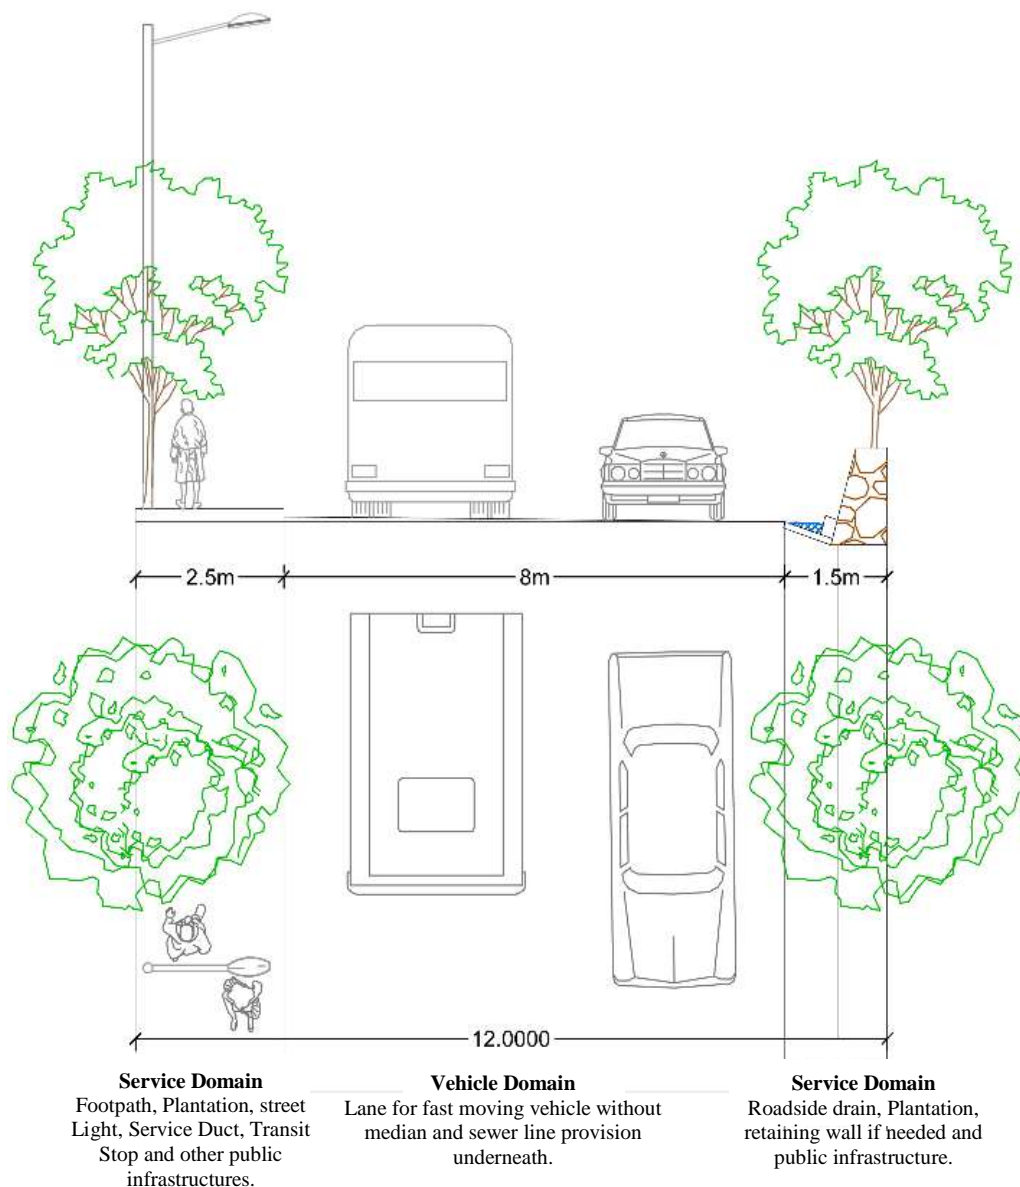 2.5m
8m
1.5m
12.0000
Service Domain
Footpath, Plantation, street
Light, Service Duct, Transit
Stop and other public
infrastructures.
Vehicle Domain
Lane for fast moving vehicle without
median and sewer line provision
underneath.
Service Domain
Roadside drain, Plantation,
retaining wall if needed and
public infrastructure.